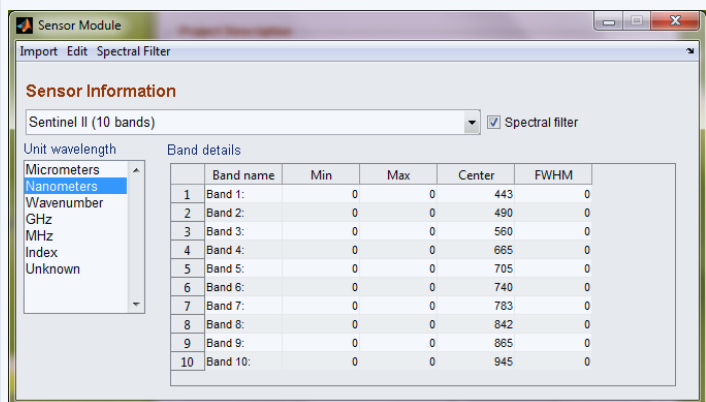 Sensor Module
Project Description
Import Edit Spectral Filter
Sensor Information
Sentinel II (10 bands) Spectral filter
Unit wavelength Band details
Micrometers
Nanometers
Wavenumber
GHz
MHz
Index
Unknown
Band name Min Max Center FWHM
1 Band 1: 0 0 443 0
2 Band 2: 0 0 490 0
3 Band 3: 0 0 560 0
4 Band 4: 0 0 665 0
5 Band 5: 0 0 705 0
6 Band 6: 0 0 740 0
7 Band 7: 0 0 783 0
8 Band 8: 0 0 842 0
9 Band 9: 0 0 865 0
10 Band 10: 0 0 945 0